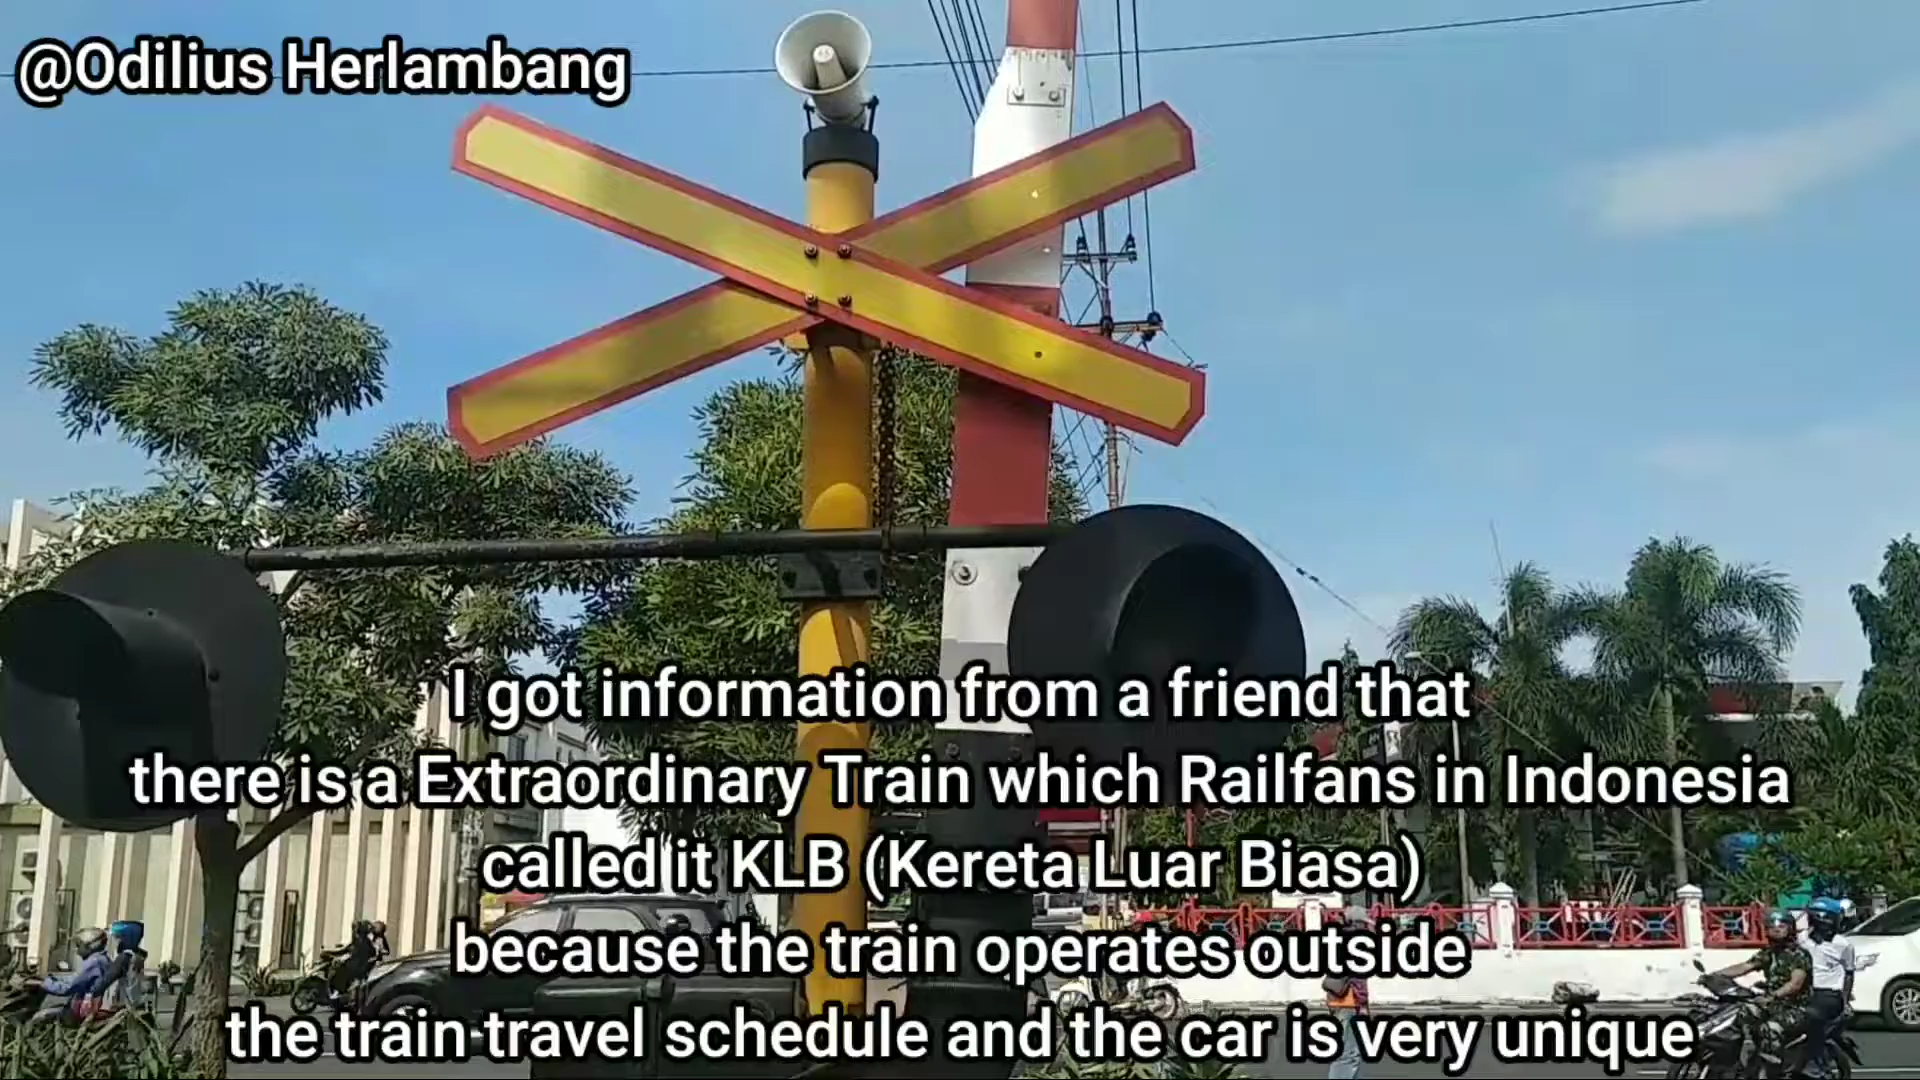 @Odilius Herlambang
I got information from a friend that
there is a Extraordinary Train which Railfans in Indonesia
called it KLB (Kereta Luar Biasa)
because the train operates outside
the train travel schedule and the car is very unique